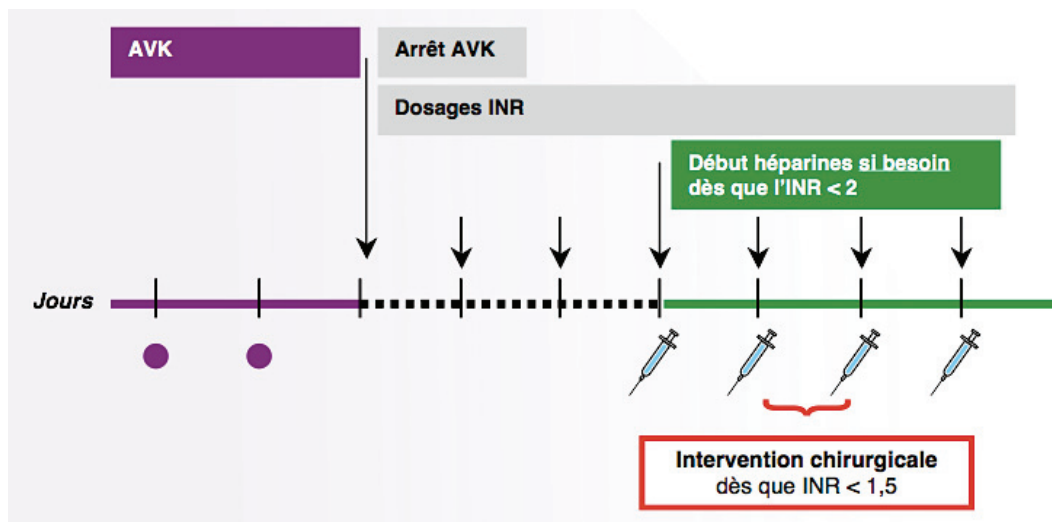 AVK
Arrêt AVK
Dosages INR
Début héparines si besoin
dès que l'INR < 2
Jours
Intervention chirurgicale
dès que INR < 1,5